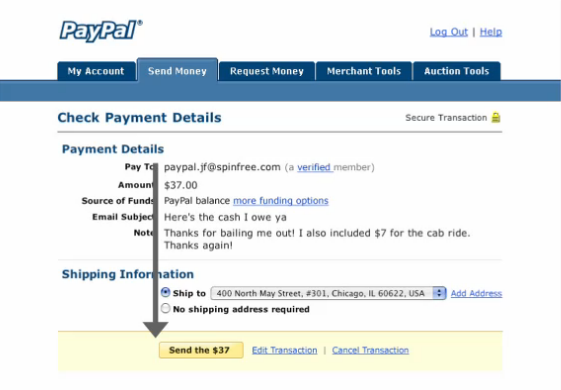 PayPal®
Log Out | Help
My Account Send Money Request Money Merchant Tools Auction Tools
Check Payment Details Secure Transaction
Payment Details
Pay To paypal.jf@spinfree.com (a verified member)
Amount $37.00
Source of Funds PayPal balance more funding options
Email Subject Here's the cash I owe ya
Note Thanks for bailing me out! I also included $7 for the cab ride.
Thanks again!
Shipping Information
Ship to 400 North May Street, #301, Chicago, IL 60622, USA Add Address
No shipping address required
Send the $37 Edit Transaction | Cancel Transaction